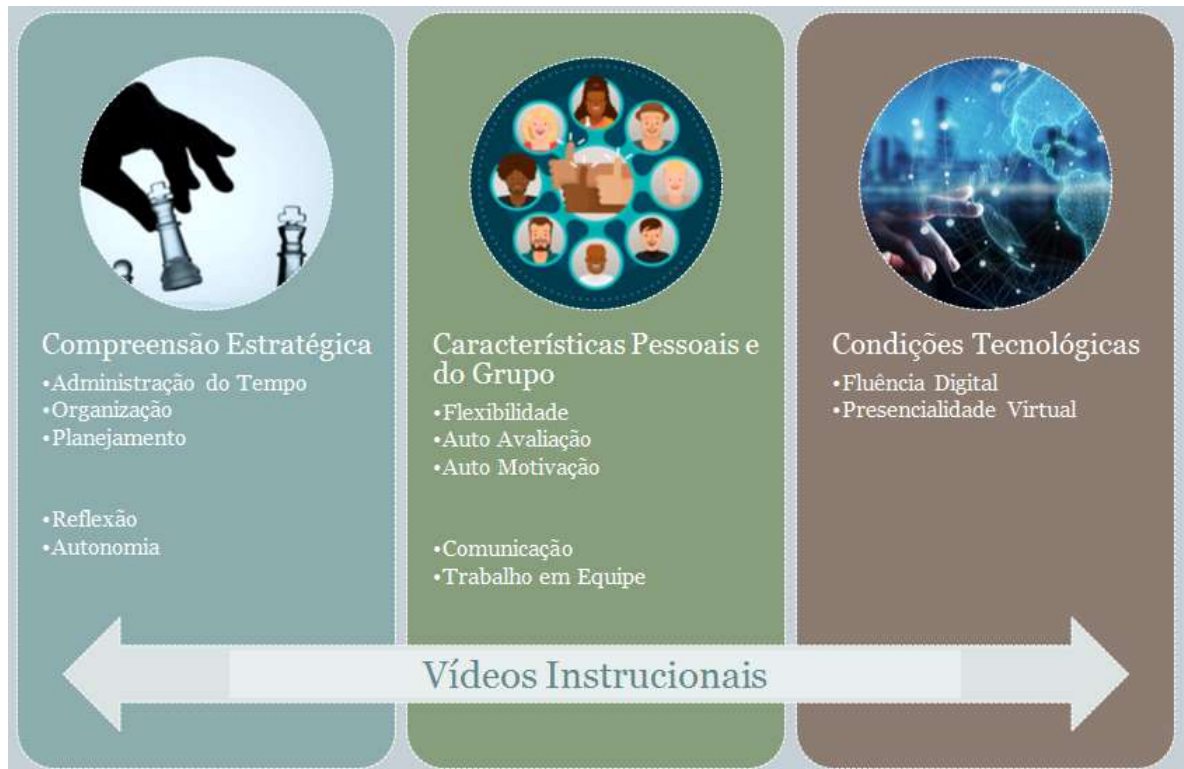 Compreensão Estratégica
•Administração do Tempo
•Organização
•Planejamento
•Reflexão
•Autonomia
Características Pessoais e
do Grupo
•Flexibilidade
•Auto Avaliação
•Auto Motivação
•Comunicação
•Trabalho em Equipe
Condições Tecnológicas
•Fluência Digital
•Presencialidade Virtual
Vídeos Instrucionais